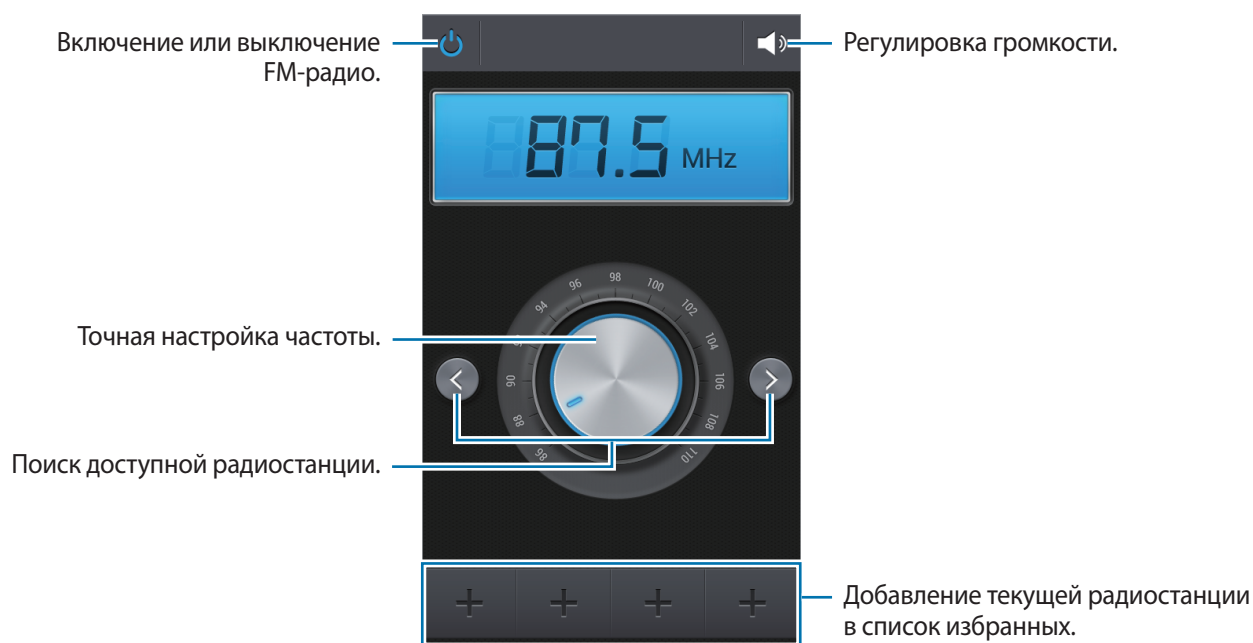 Включение или выключение
FM-радио.
Регулировка громкости.
87.5 MHz
98
96
100
94
102
Точная настройка частоты.
104
90
106
88
108
86
110
Поиск доступной радиостанции.
Добавление текущей радиостанции
в список избранных.